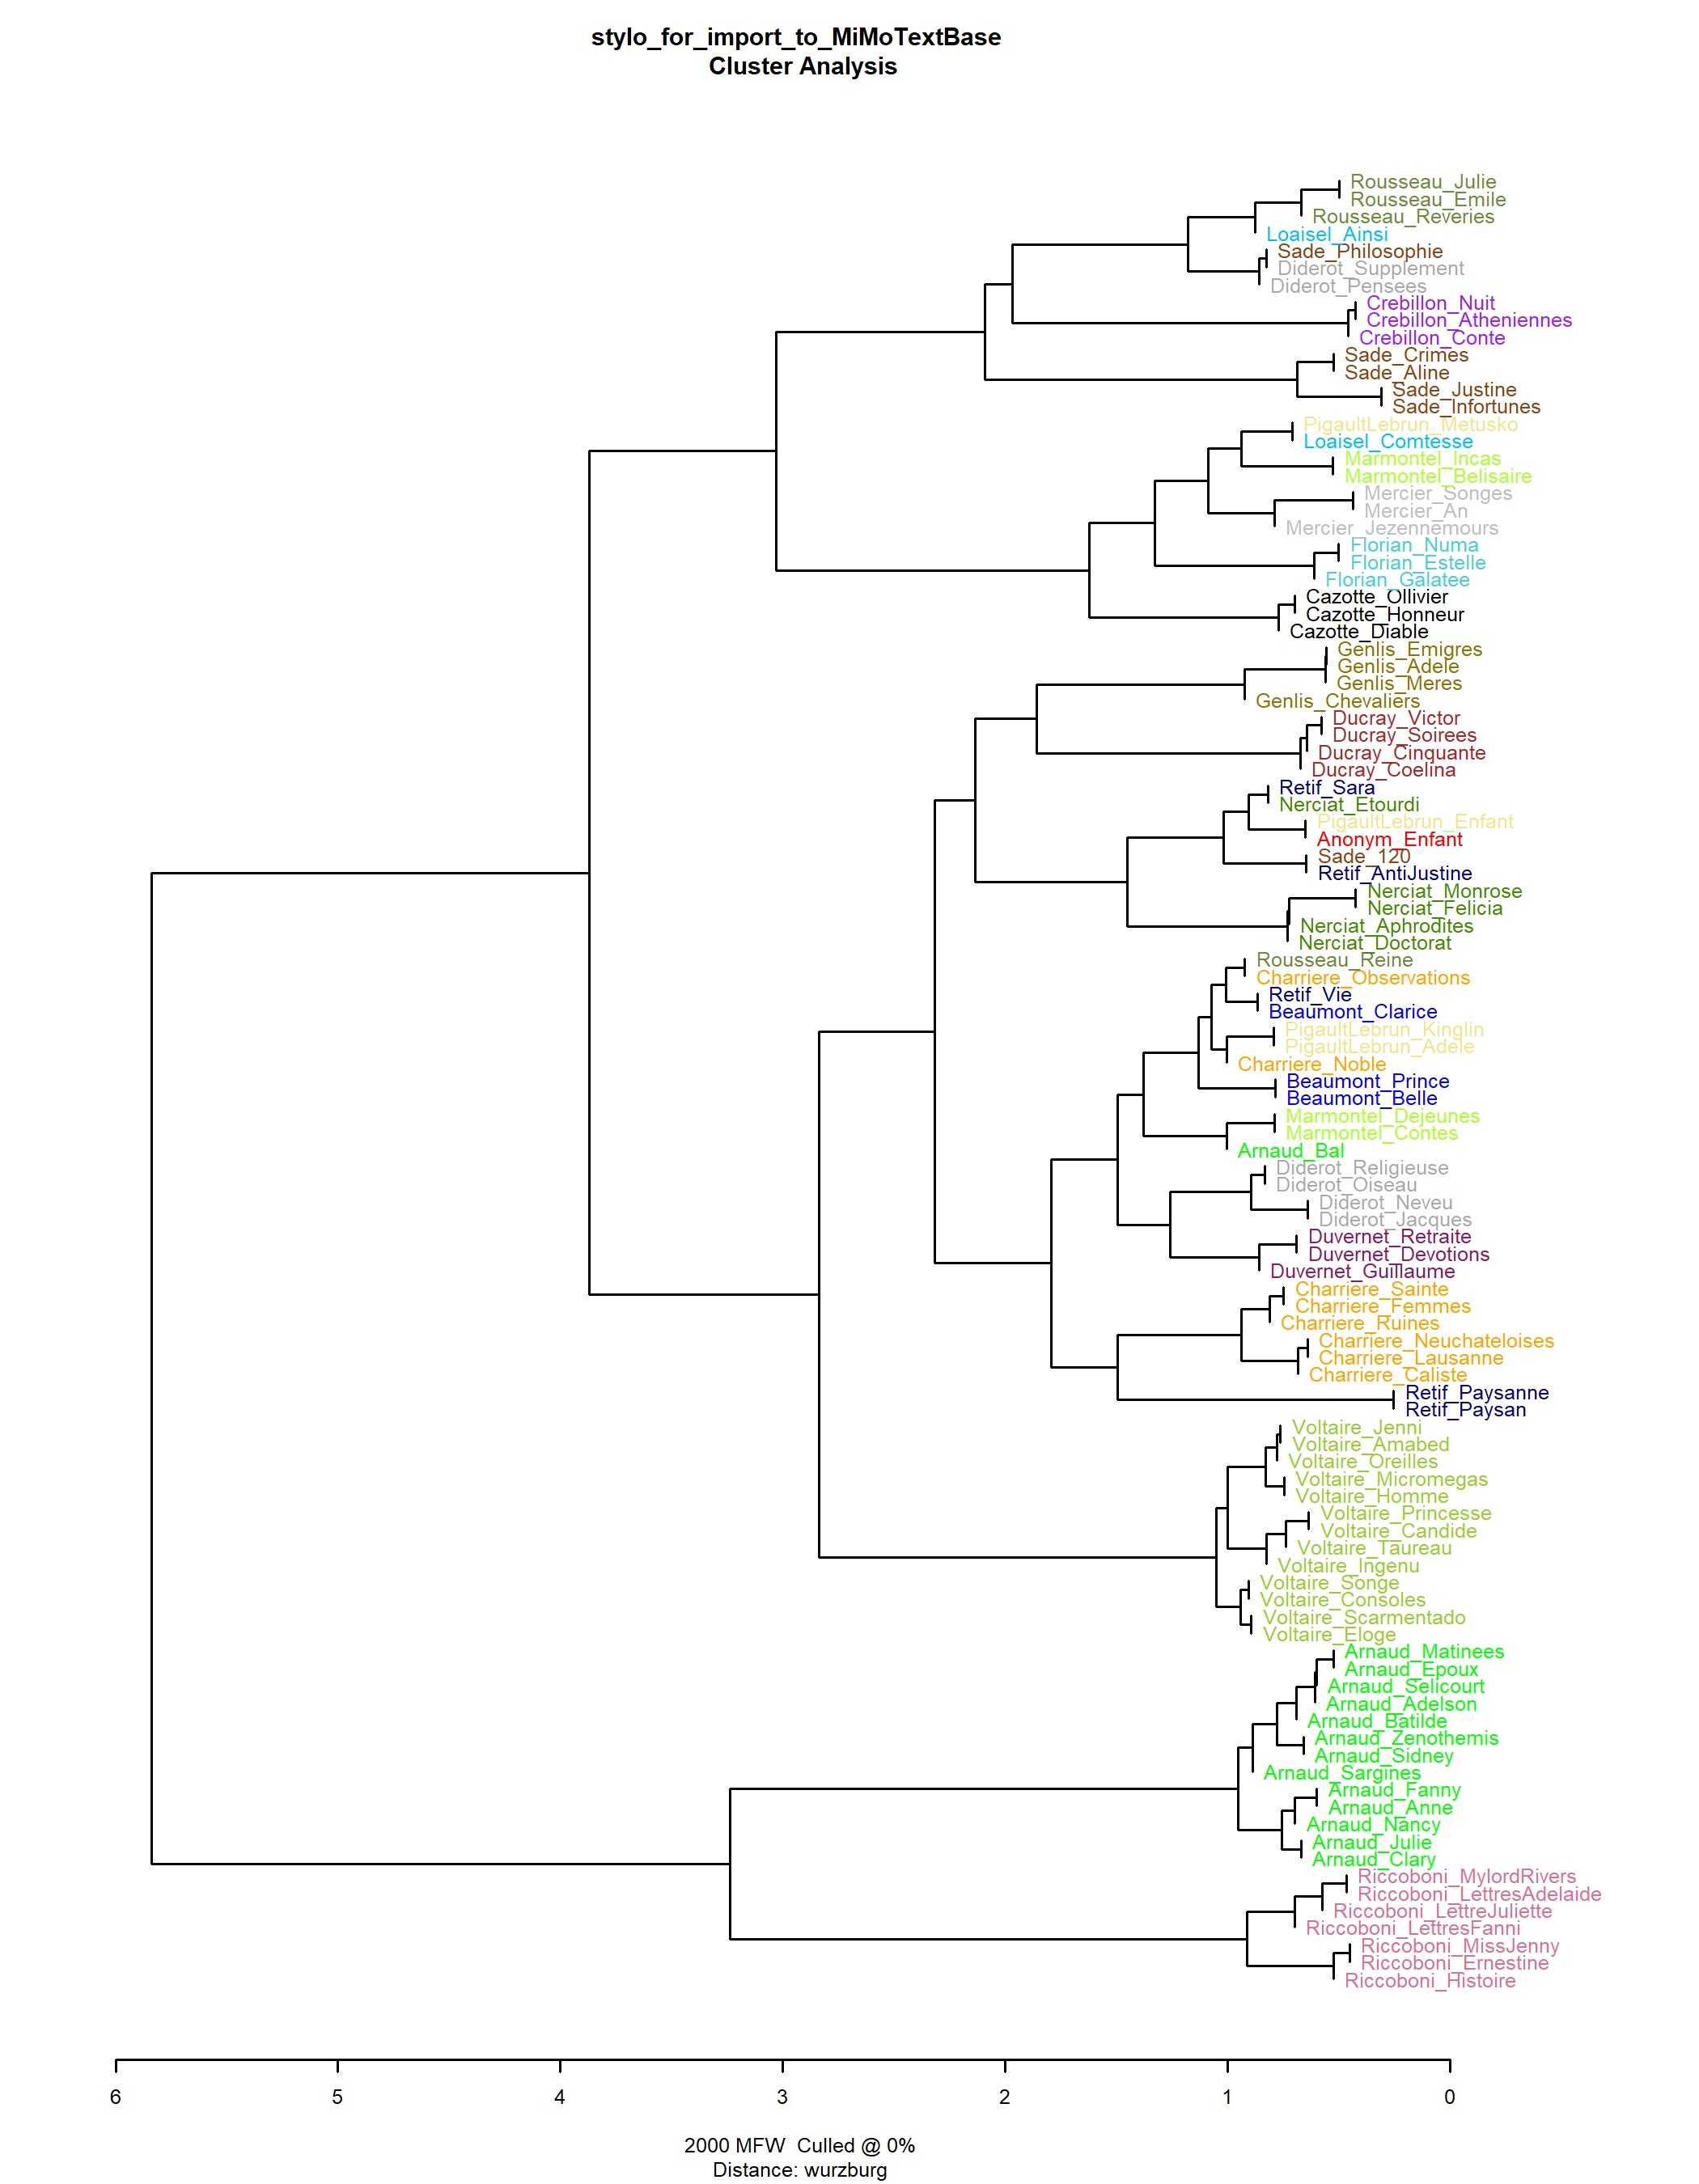 stylo_for_import_to_MiMoTextBase
Cluster Analysis
Rousseau_Julie
Rousseau_Emile
Rousseau_Reveries
Loaisel_Ainsi
Sade_Philosophie
Diderot_Supplement
Diderot_Pensees
Crebillon_Nuit
Crebillon_Atheniennes
Crebillon_Conte
Sade_Crimes
Sade_Aline
Sade_Justine
Sade_Infortunes
PigaultLebrun_Metusko
Loaisel_Comtesse
Marmontel_Incas
Marmontel_Belisaire
Mercier_Songes
Mercier_An
Mercier_Jezennemours
Florian_Numa
Florian_Estelle
Florian_Galatee
Cazotte_Ollivier
Cazotte_Honneur
Cazotte_Diable
Genlis_Emigres
Genlis_Adele
Genlis_Meres
Genlis_Chevaliers
Ducray_Victor
Ducray_Soirees
Ducray_Cinquante
Ducray_Coelina
Retif_Sara
Nerciat_Etourdi
PigaultLebrun_Enfant
Anonym_Enfant
Sade_120
Retif_AntiJustine
Nerciat_Monrose
Nerciat_Felicia
Nerciat_Aphrodites
Nerciat_Doctorat
Rousseau_Reine
Charriere_Observations
Retif_Vie
Beaumont_Clarice
PigaultLebrun_Kinglin
PigaultLebrun_Adele
Charriere_Noble
Beaumont_Prince
Beaumont_Belle
Marmontel_Dejeunes
Marmontel_Contes
Arnaud_Bal
Diderot_Religieuse
Diderot_Oiseau
Diderot_Neveu
Diderot_Jacques
Duvernet_Retraite
Duvernet_Devotions
Duvernet_Guillaume
Charriere_Sainte
Charriere_Femmes
Charriere_Ruines
Charriere_Neuchateloises
Charriere_Lausanne
Charriere_Caliste
Retif_Paysanne
Retif_Paysan
Voltaire_Jenni
Voltaire_Amabed
Voltaire_Oreilles
Voltaire_Micromegas
Voltaire_Homme
Voltaire_Princesse
Voltaire_Candide
Voltaire_Taureau
Voltaire_Ingenu
Voltaire_Songe
Voltaire_Consoles
Voltaire_Scarmentado
Voltaire_Eloge
Arnaud_Matinees
Arnaud_Epoux
Arnaud_Selicourt
Arnaud_Adelson
Arnaud_Batilde
Arnaud_Zenothemis
Arnaud_Sidney
Arnaud_Sargines
Arnaud_Fanny
Arnaud_Anne
Arnaud_Nancy
Arnaud_Julie
Arnaud_Clary
Riccoboni_MylordRivers
Riccoboni_LettresAdelaide
Riccoboni_LettreJuliette
Riccoboni_LettresFanni
Riccoboni_MissJenny
Riccoboni_Ernestine
Riccoboni_Histoire
6 5 4 3 2 1 0
2000 MFW Culled @ 0%
Distance: wurzburg